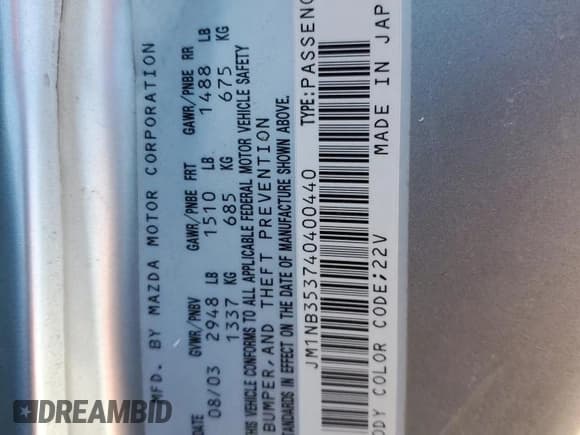 MFD. BY MAZDA MOTOR CORPORATION
DATE GVWR/PNBV GAWR/PNBE FRT GAWR/PNBE RR
08/03 2948 LB 1510 LB 1488 LB
1337 KG 685 KG 675 KG
THIS VEHICLE CONFORMS TO ALL APPLICABLE FEDERAL MOTOR VEHICLE SAFETY
BUMPER, AND THEFT PREVENTION
STANDARDS IN EFFECT ON THE DATE OF MANUFACTURE SHOWN ABOVE.
JM1NB353740400440 TYPE:PASSENG
ODY COLOR CODE;22V MADE IN JAP
DREAMBID